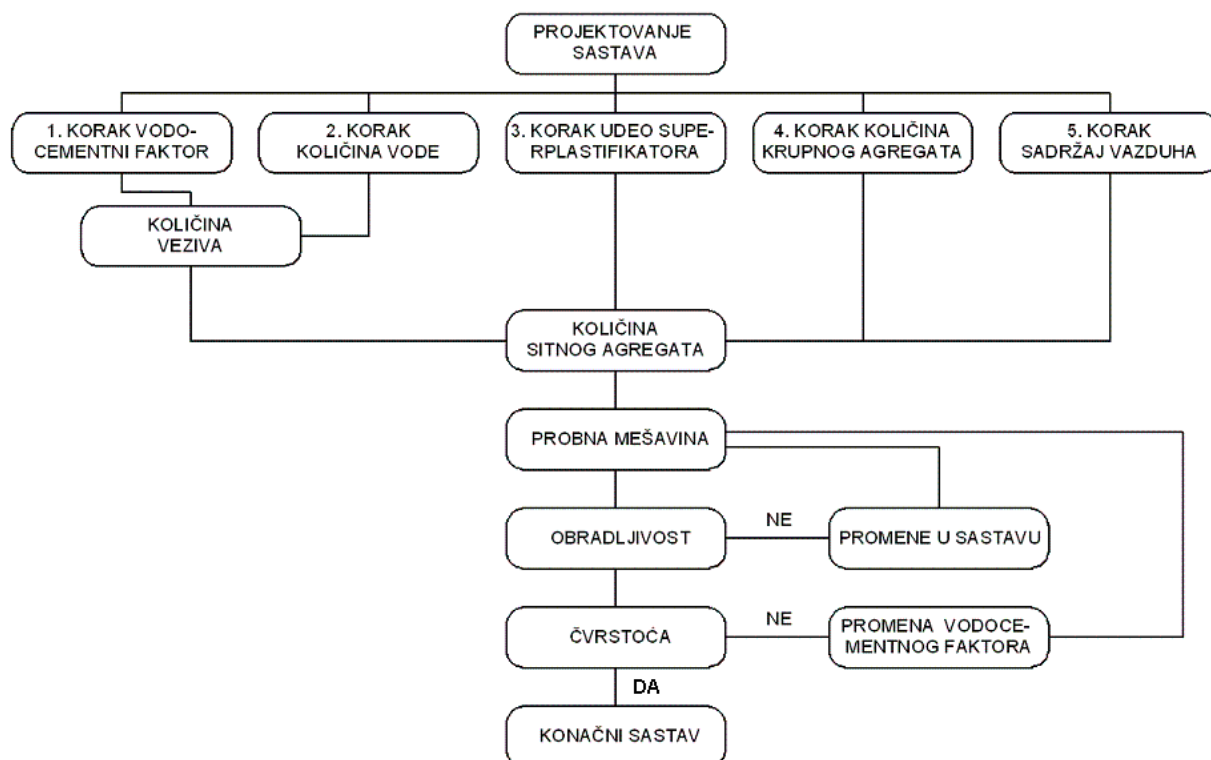 PROJEKTOVANJE
SASTAVA
1. KORAK VODO-
CEMENTNI FAKTOR
2. KORAK
KOLIČINA VODE
3. KORAK UDEO SUPE-
RPLASTIFIKATORA
4. KORAK KOLIČINA
KRUPNOG AGREGATA
5. KORAK
SADRŽAJ VAZDUHA
KOLIČINA
VEZIVA
KOLIČINA
SITNOG AGREGATA
PROBNA MEŠAVINA
OBRADLJIVOST
NE
PROMENE U SASTAVU
ČVRSTOĆA
NE
PROMENA VODOCE-
MENTNOG FAKTORA
DA
KONAČNI SASTAV